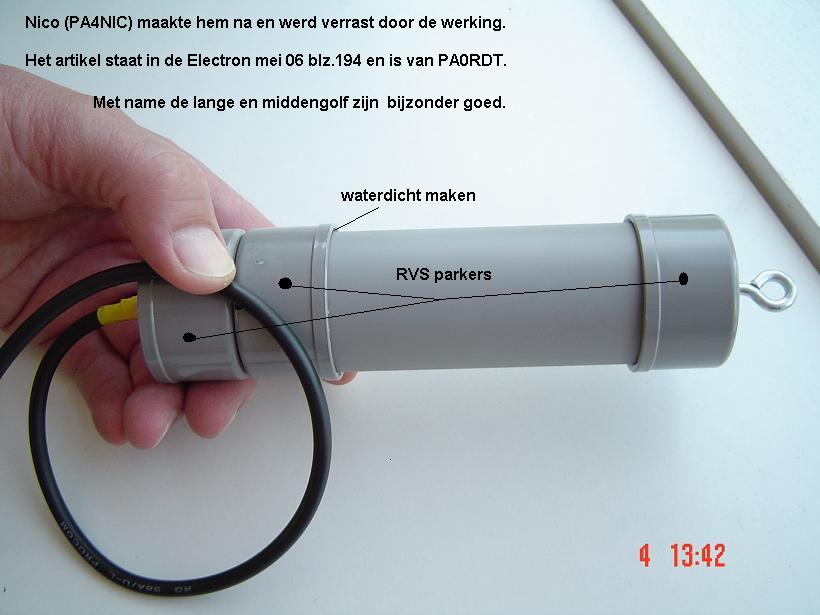 Nico (PA4NIC) maakte hem na en werd verrast door de werking.
Het artikel staat in de Electron mei 06 blz.194 en is van PA0RDT.
Met name de lange en middengolf zijn bijzonder goed.
waterdicht maken
RVS parkers
RG 58A/U-L PROCOM
4 13:42